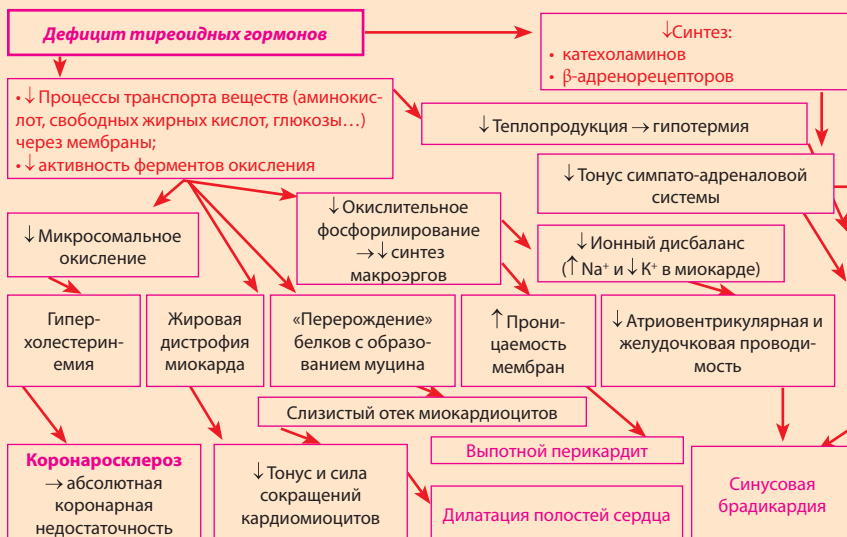 Дефицит тиреоидных гормонов
↓Синтез:
• катехоламинов
• β-адренорецепторов
• ↓ Процессы транспорта веществ (аминокис-
лот, свободных жирных кислот, глюкозы…)
через мембраны;
• ↓ активность ферментов окисления
↓ Теплопродукция → гипотермия
↓ Тонус симпато-адреналовой
системы
↓ Микросомальное
окисление
↓ Окислительное
фосфорилирование
→ ↓ синтез
макроэргов
↓ Ионный дисбаланс
(↑ Na⁺ и ↓ K⁺ в миокарде)
Гипер-
холестерин-
емия
Жировая
дистрофия
миокарда
«Перерождение»
белков с образо-
ванием муцина
↑ Прони-
цаемость
мембран
↓ Атриовентрикулярная и
желудочковая проводи-
мость
Слизистый отек миокардиоцитов
Коронаросклероз
→ абсолютная
коронарная
недостаточность
↓ Тонус и сила
сокращений
кардиомиоцитов
Выпотной перикардит
Дилатация полостей сердца
Синусовая
брадикардия